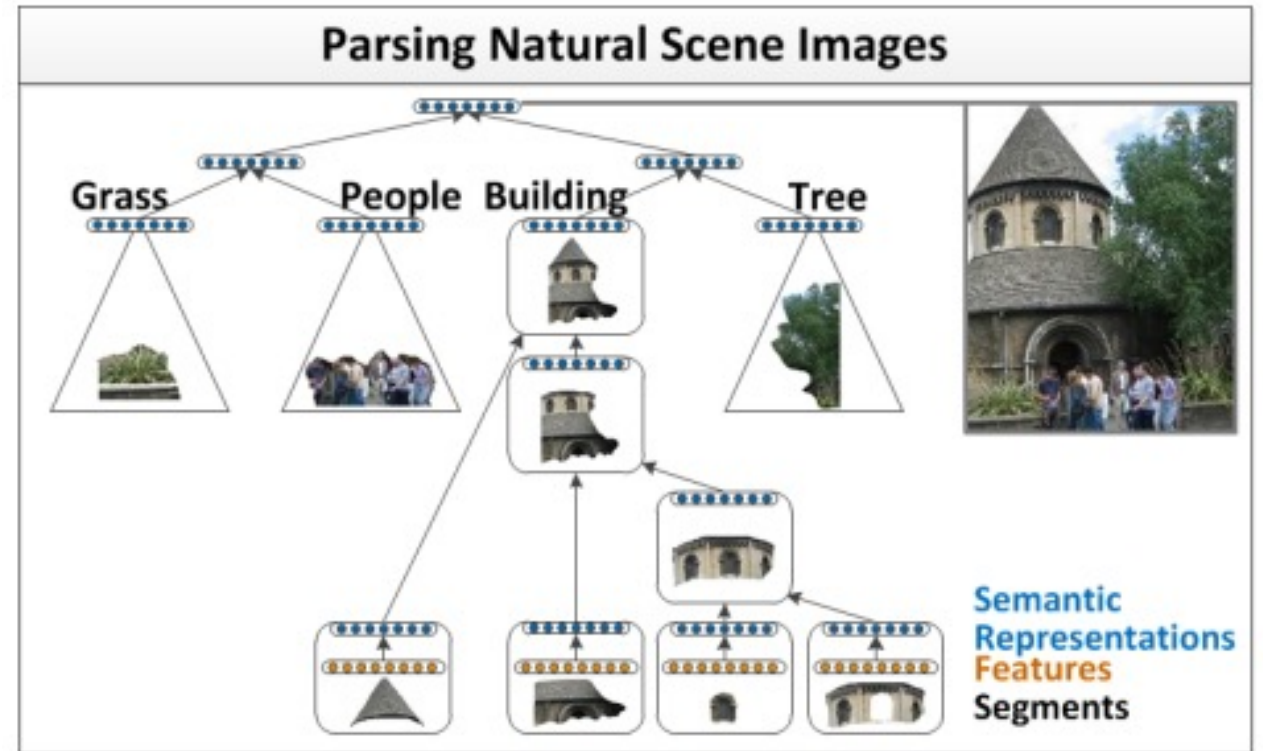 Parsing Natural Scene Images
Grass
People
Building
Tree
Semantic
Representations
Features
Segments